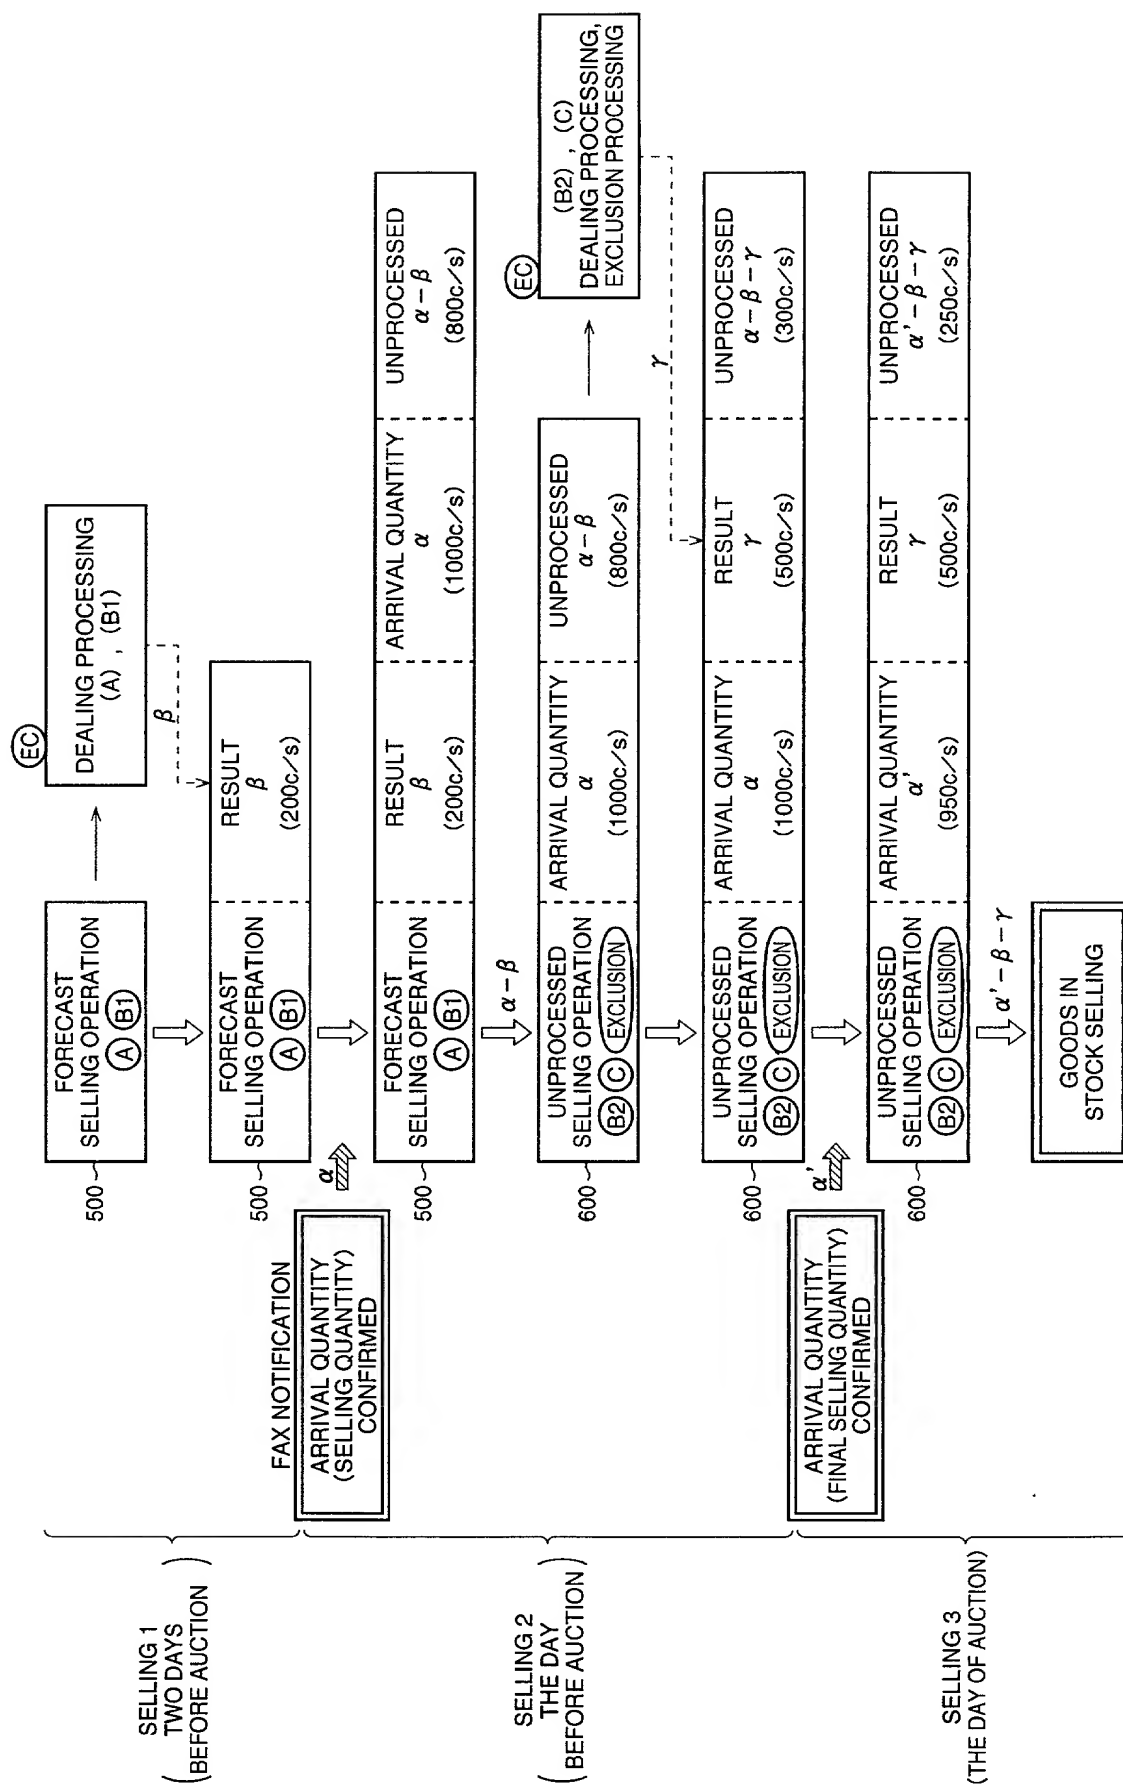 SELLING 1
TWO DAYS
(BEFORE AUCTION)
FORECAST
SELLING OPERATION
A B1
500
EC
DEALING PROCESSING
(A) , (B1)
β
FORECAST
SELLING OPERATION
A B1
500
RESULT
β
(200c/s)
SELLING 2
THE DAY
(BEFORE AUCTION)
FAX NOTIFICATION
ARRIVAL QUANTITY
(SELLING QUANTITY)
CONFIRMED
α
FORECAST
SELLING OPERATION
A B1
500
RESULT
β
(200c/s)
ARRIVAL QUANTITY
α
(1000c/s)
UNPROCESSED
α-β
(800c/s)
α-β
UNPROCESSED
SELLING OPERATION
B2 C EXCLUSION
600
ARRIVAL QUANTITY
α
(1000c/s)
UNPROCESSED
α-β
(800c/s)
EC
(B2) , (C)
DEALING PROCESSING,
EXCLUSION PROCESSING
γ
UNPROCESSED
SELLING OPERATION
B2 C EXCLUSION
600
ARRIVAL QUANTITY
α
(1000c/s)
RESULT
γ
(500c/s)
UNPROCESSED
α-β-γ
(300c/s)
SELLING 3
(THE DAY OF AUCTION)
ARRIVAL QUANTITY
(FINAL SELLING QUANTITY)
CONFIRMED
α'
UNPROCESSED
SELLING OPERATION
B2 C EXCLUSION
600
ARRIVAL QUANTITY
α'
(950c/s)
RESULT
γ
(500c/s)
UNPROCESSED
α'-β-γ
(250c/s)
α'-β-γ
GOODS IN
STOCK SELLING